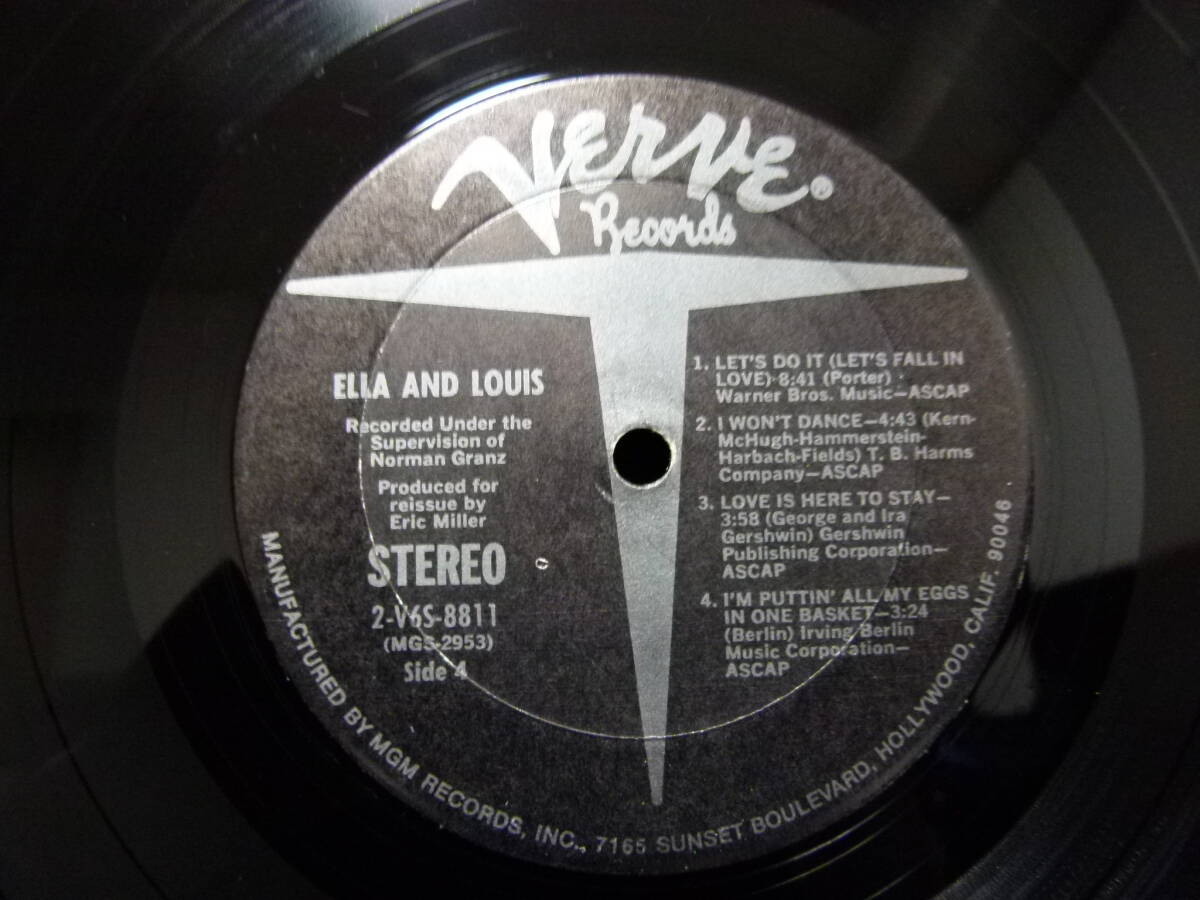 Verve®
Records
ELLA AND LOUIS
Recorded Under the
Supervision of
Norman Granz
Produced for
reissue by
Eric Miller
STEREO
2-V6S-8811
(MGS-2953)
Side 4
1. LET'S DO IT (LET'S FALL IN
LOVE) 8:41 (Porter)
Warner Bros. Music—ASCAP
2. I WON'T DANCE—4:43 (Kern-
McHugh-Hammerstein-
Harbach-Fields) T. B. Harms
Company—ASCAP
3. LOVE IS HERE TO STAY—
3:58 (George and Ira
Gershwin) Gershwin
Publishing Corporation—
ASCAP
4. I'M PUTTIN' ALL MY EGGS
IN ONE BASKET—3:24
(Berlin) Irving Berlin
Music Corporation—
ASCAP
MANUFACTURED BY MGM RECORDS, INC., 7165 SUNSET BOULEVARD, HOLLYWOOD, CALIF. 90046